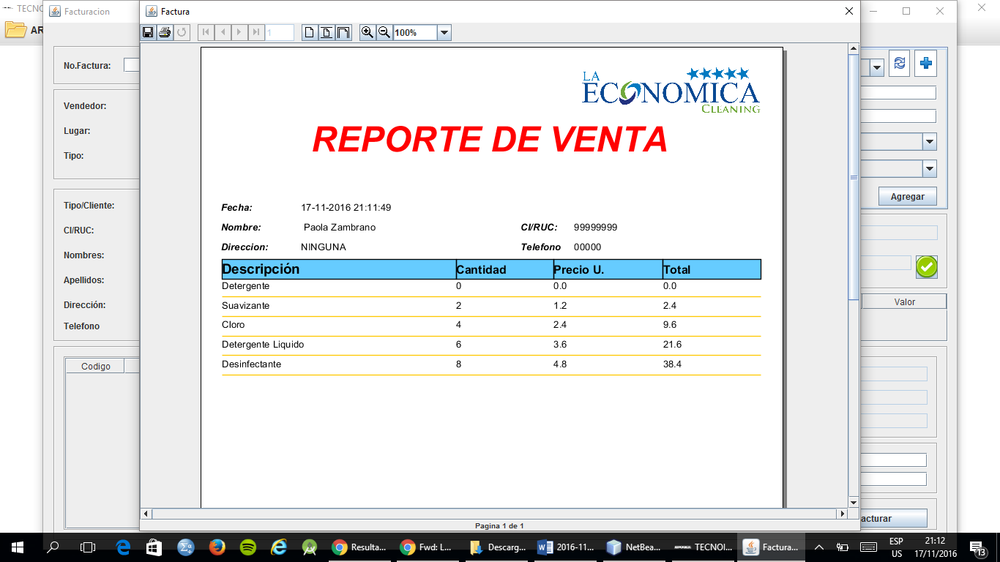 TECNO
Facturacion
Factura
AR
1
100%
No.Factura:
Vendedor:
Lugar:
Tipo:
Tipo/Cliente:
CI/RUC:
Nombres:
Apellidos:
Dirección:
Telefono
Codigo
LA
ECONOMICA
CLEANING
REPORTE DE VENTA
Fecha: 17-11-2016 21:11:49
Nombre: Paola Zambrano CI/RUC: 99999999
Direccion: NINGUNA Telefono 00000
Descripción Cantidad Precio U. Total
Detergente 0 0.0 0.0
Suavizante 2 1.2 2.4
Cloro 4 2.4 9.6
Detergente Liquido 6 3.6 21.6
Desinfectante 8 4.8 38.4
Pagina 1 de 1
Agregar
Valor
acturar
Resulta... Fwd: L... Descarg... 2016-11... NetBea... TECNOl... Factura... ESP 21:12
US 17/11/2016 13